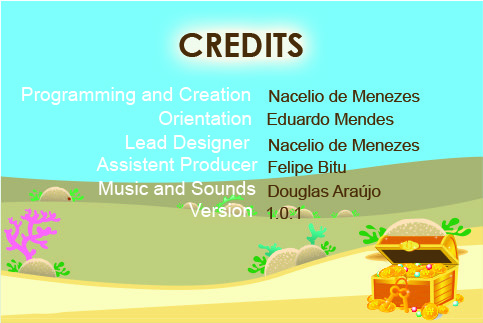 CREDITS
Programming and Creation Nacelio de Menezes
Orientation Eduardo Mendes
Lead Designer Nacelio de Menezes
Assistent Producer Felipe Bitu
Music and Sounds Douglas Araújo
Version 1.0.1